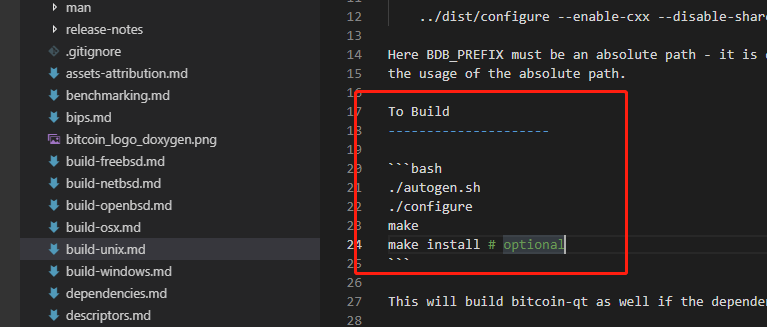 man
release-notes
.gitignore
assets-attribution.md
benchmarking.md
bips.md
bitcoin_logo_doxygen.png
build-freebsd.md
build-netbsd.md
build-openbsd.md
build-osx.md
build-unix.md
build-windows.md
dependencies.md
descriptors.md
11
12 ../dist/configure --enable-cxx --disable-shar
13
14 Here BDB_PREFIX must be an absolute path - it is
15 the usage of the absolute path.
16
17 To Build
18 ---------------------
19
20 ```bash
21 ./autogen.sh
22 ./configure
23 make
24 make install # optional
25 ```
26
27 This will build bitcoin-qt as well if the depende
28